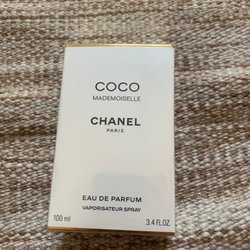 COCO
MADEMOISELLE
CHANEL
PARIS
EAU DE PARFUM
VAPORISATEUR SPRAY
100 ml 3.4 FL.OZ.